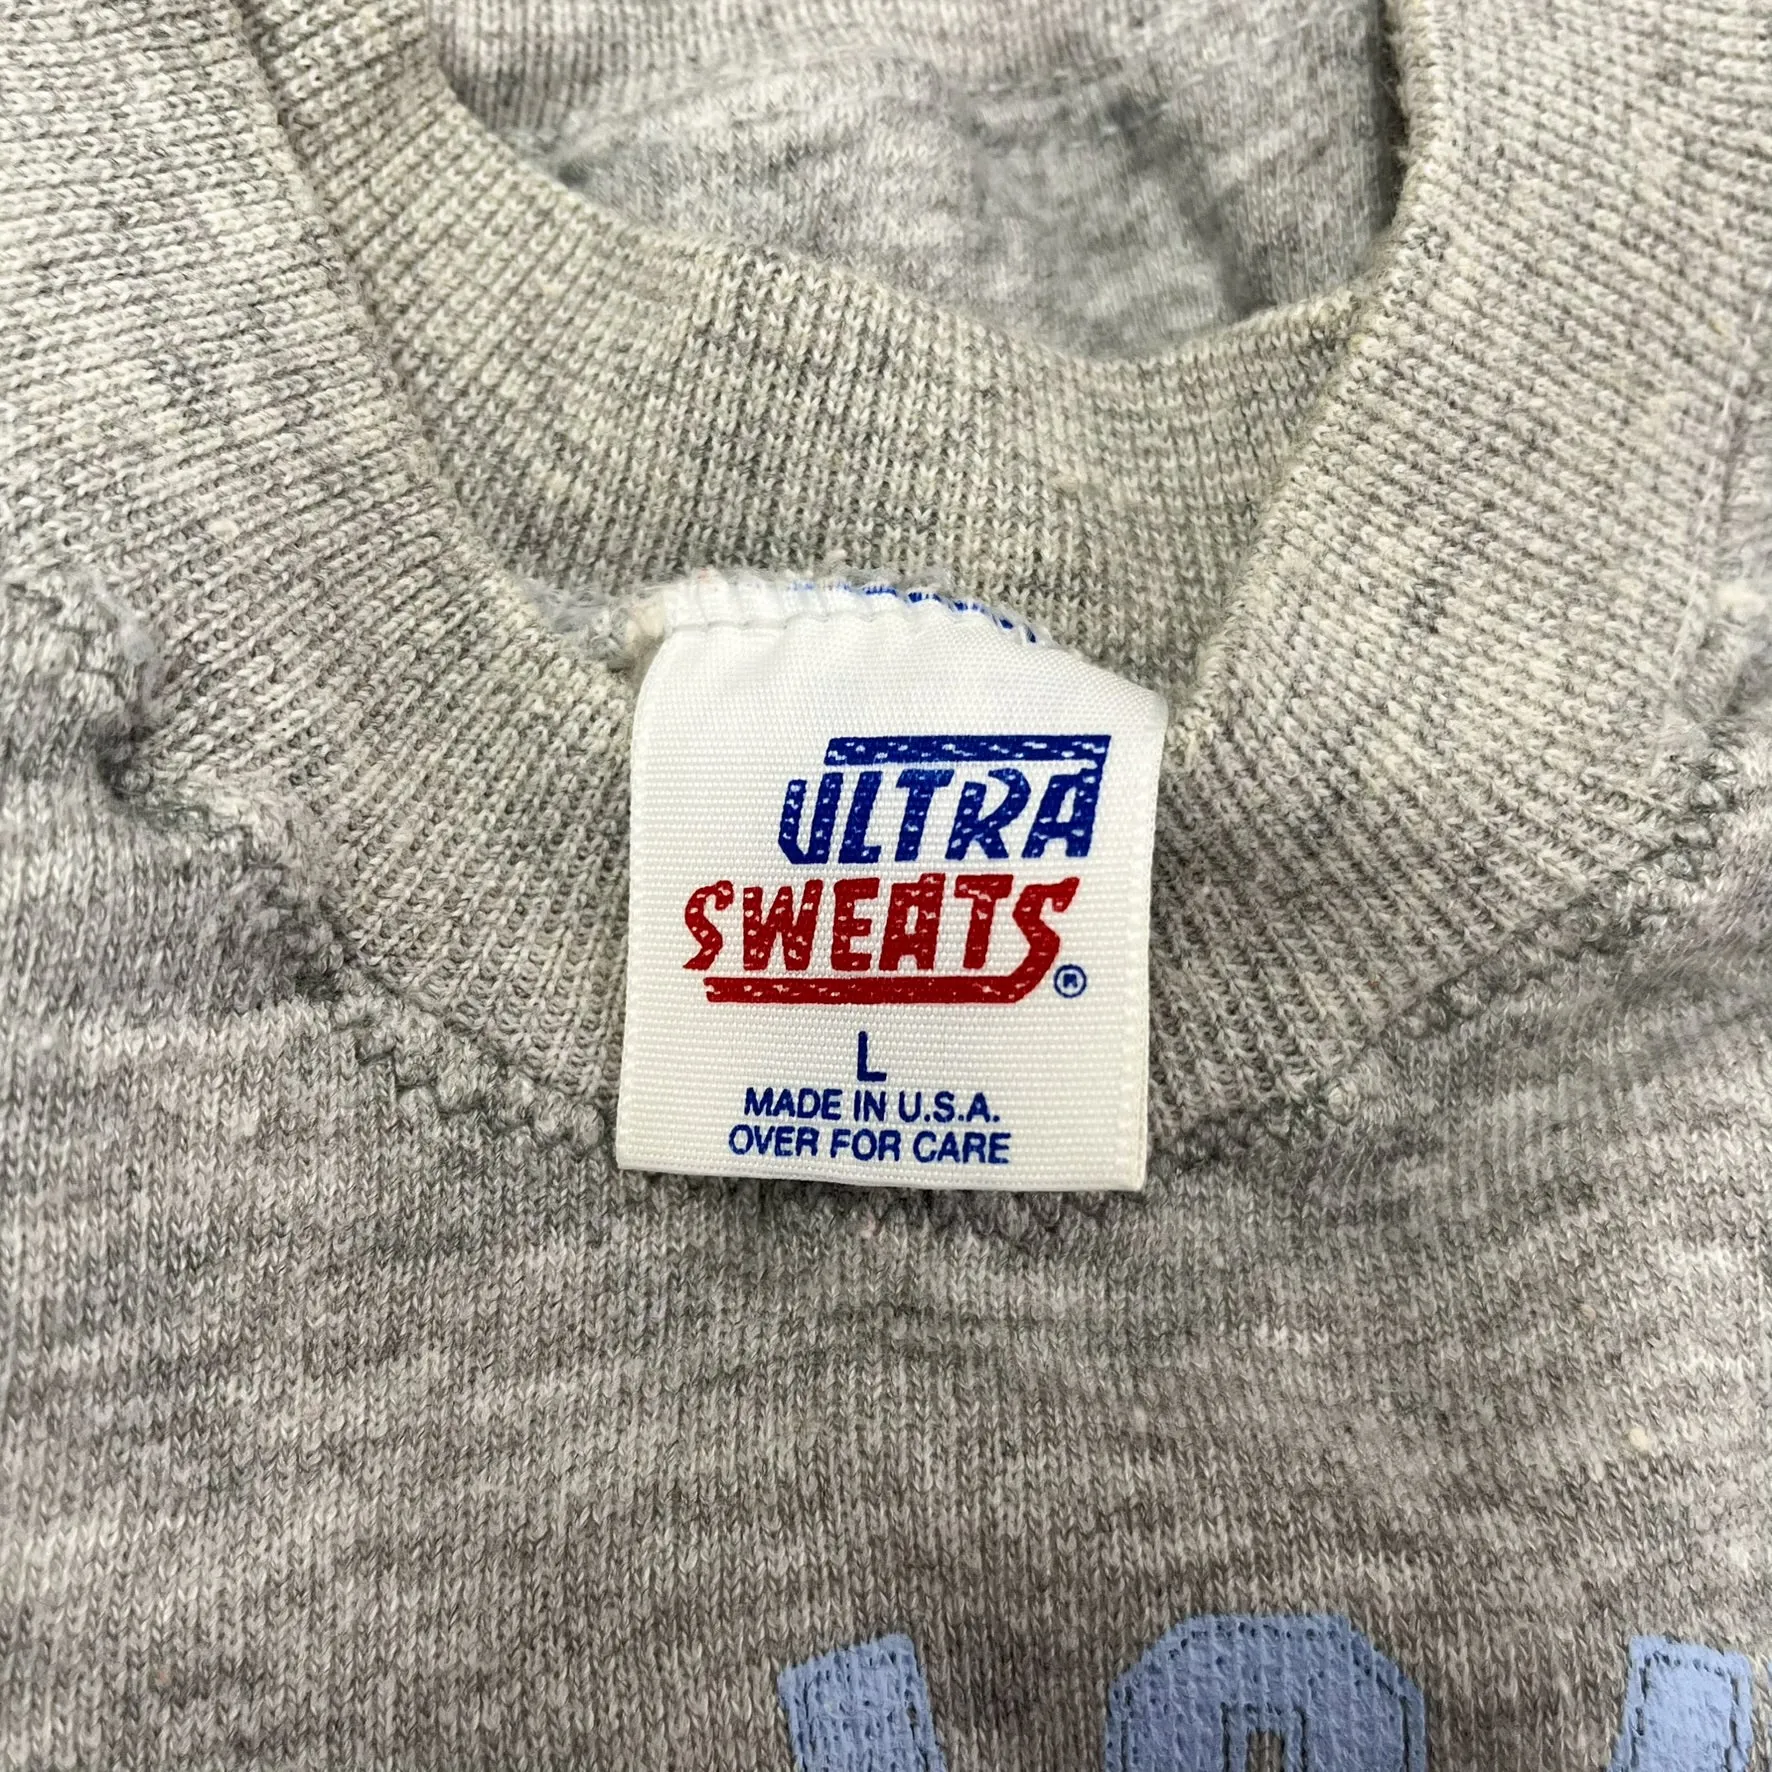 ULTRA
SWEATS®
L
MADE IN U.S.A.
OVER FOR CARE